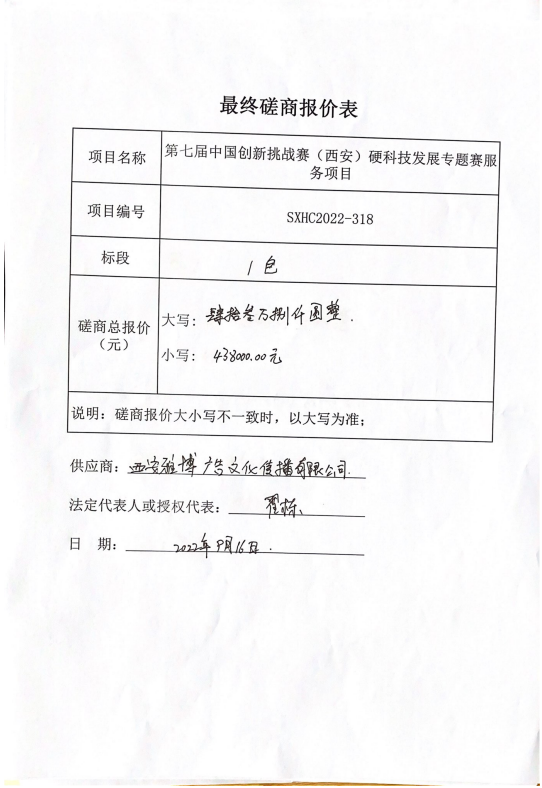 最终磋商报价表
项目名称
第七届中国创新挑战赛（西安）硬科技发展专题赛服
务项目
项目编号
SXHC2022-318
标段
1包
磋商总报价
（元）
大写：肆拾叁万捌仟圆整.
小写：438000.00元
说明：磋商报价大小写不一致时，以大写为准；
供应商：西安雅博广告文化传播有限公司.
法定代表人或授权代表：翟栋
日 期：2022年9月16日.